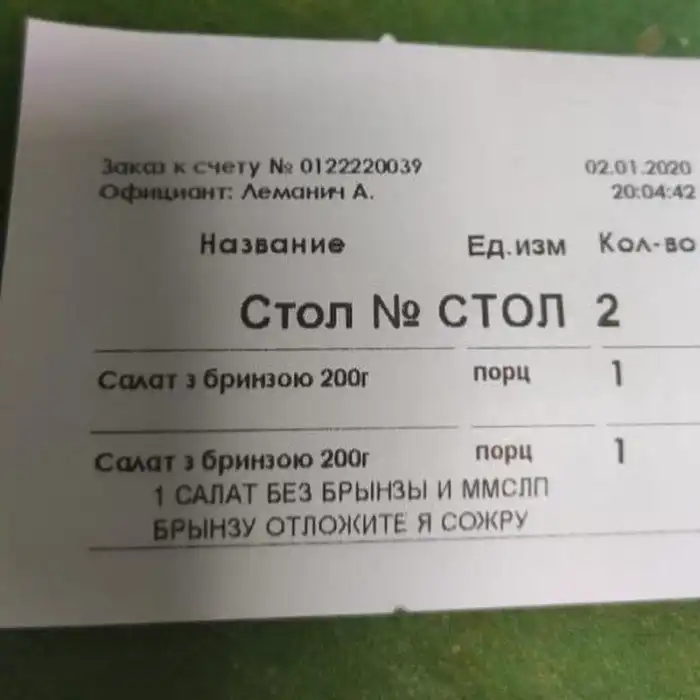 Заказ к счету № 0122220039 02.01.2020
Официант: Леманич А. 20:04:42
Название Ед.изм Кол-во
Стол № СТОЛ 2
Салат з бринзою 200г порц 1
Салат з бринзою 200г порц 1
1 САЛАТ БЕЗ БРЫНЗЫ И ММСЛП
БРЫНЗУ ОТЛОЖИТЕ Я СОЖРУ